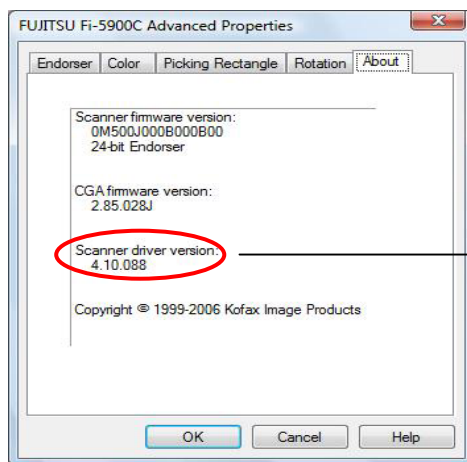 FUJITSU Fi-5900C Advanced Properties
Endorser Color Picking Rectangle Rotation About
Scanner firmware version:
0M500J000B000B00
24-bit Endorser
CGA firmware version:
2.85.028J
Scanner driver version:
4.10.088
Copyright © 1999-2006 Kofax Image Products
OK Cancel Help